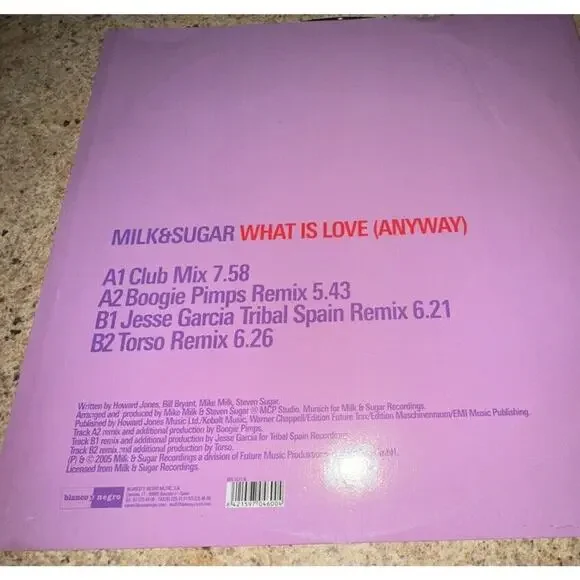 MILK&SUGAR WHAT IS LOVE (ANYWAY)
A1 Club Mix 7.58
A2 Boogie Pimps Remix 5.43
B1 Jesse Garcia Tribal Spain Remix 6.21
B2 Torso Remix 6.26
Written by Howard Jones, Bill Bryant, Mike Milk, Steven Sugar.
Arranged and produced by Mike Milk & Steven Sugar @ MCP Studio. Munich for Milk & Sugar Recordings.
Published by Howard Jones Music Ltd./Kobalt Music, Warner Chappell/Edition Future Trax/Edition Maschinenraum/EMI Music Publishing.
Track A2 remix and additional production by Boogie Pimps.
Track B1 remix and additional production by Jesse Garcia for Tribal Spain Recordings.
Track B2 remix and additional production by Torso.
(P) & © 2005 Milk & Sugar Recordings a division of Future Music Productions
Licensed from Milk & Sugar Recordings.
blanco y negro
BLANCO Y NEGRO MUSIC, S.A.
8421597046004